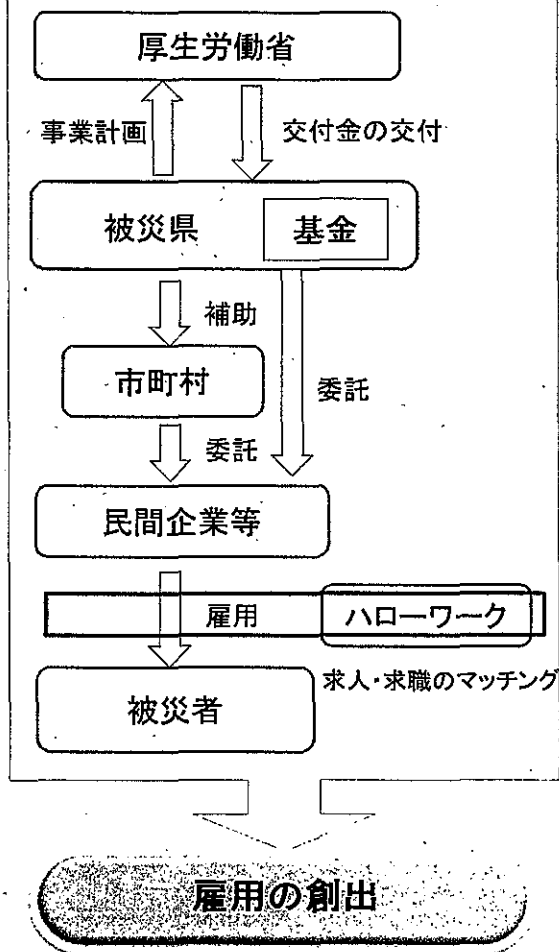 厚生労働省
事業計画
交付金の交付
被災県
基金
補助
市町村
委託
委託
民間企業等
雇用
ハローワーク
求人・求職のマッチング
被災者
雇用の創出